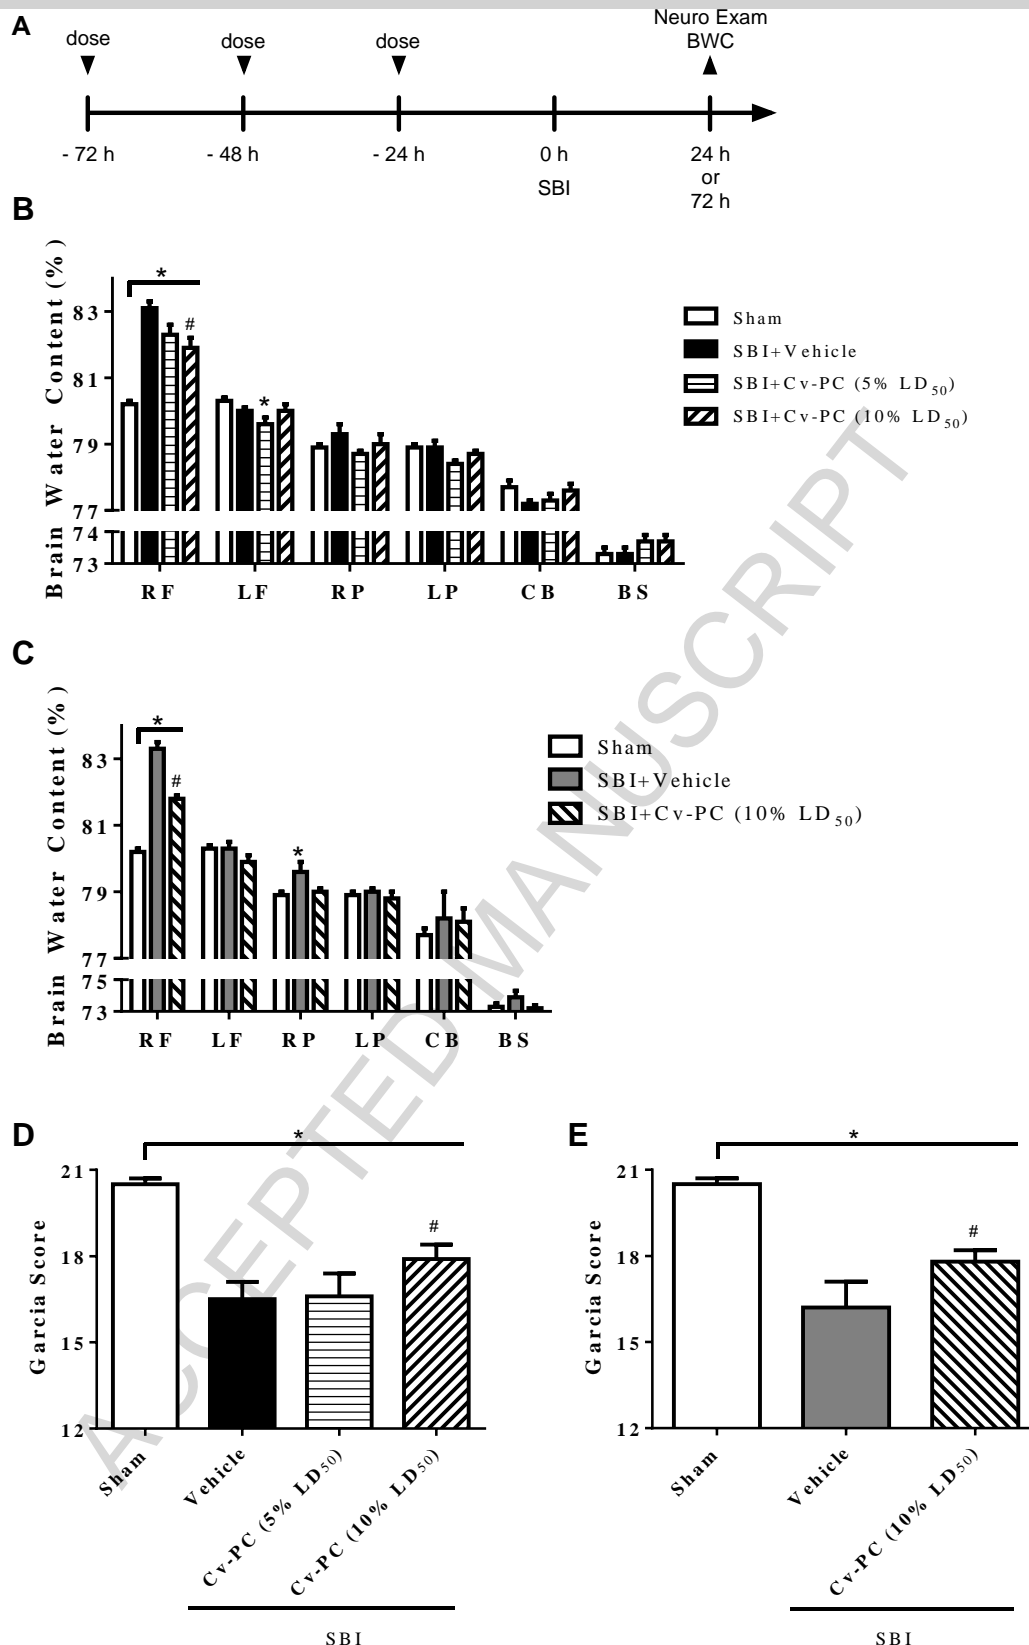 A
dose dose dose Neuro Exam
BWC
- 72 h - 48 h - 24 h 0 h 24 h
SBI or
72 h
B
Brain Water Content (%)
83
81
79
77
74
73
*
#
*
RF LF RP LP CB BS
Sham
SBI+Vehicle
SBI+Cv-PC (5% LD50)
SBI+Cv-PC (10% LD50)
C
Brain Water Content (%)
83
81
79
77
75
73
*
#
*
RF LF RP LP CB BS
Sham
SBI+Vehicle
SBI+Cv-PC (10% LD50)
D
Garcia Score
21
18
15
12
*
#
Sham
Vehicle
Cv-PC (5% LD50)
Cv-PC (10% LD50)
SBI
E
Garcia Score
21
18
15
12
*
#
Sham
Vehicle
Cv-PC (10% LD50)
SBI
ACCEPTED MANUSCRIPT